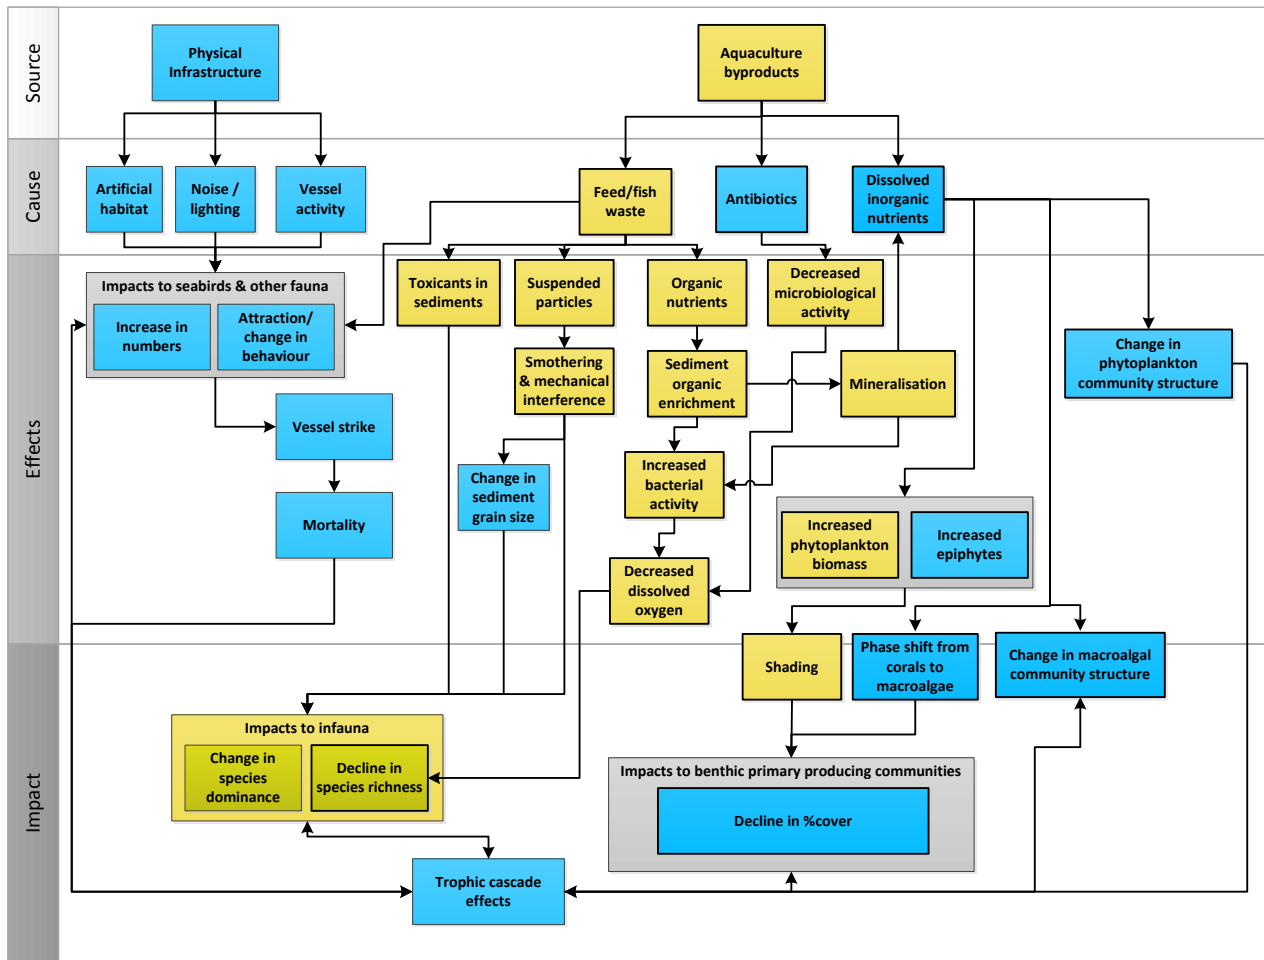 Source
Physical
Infrastructure
Aquaculture
byproducts
Cause
Artificial
habitat
Noise /
lighting
Vessel
activity
Feed/fish
waste
Antibiotics
Dissolved
inorganic
nutrients
Effects
Impacts to seabirds & other fauna
Increase in
numbers
Attraction/
change in
behaviour
Toxicants in
sediments
Suspended
particles
Organic
nutrients
Decreased
microbiological
activity
Smothering
& mechanical
interference
Sediment
organic
enrichment
Mineralisation
Change in
phytoplankton
community structure
Vessel strike
Change in
sediment
grain size
Increased
bacterial
activity
Mortality
Increased
phytoplankton
biomass
Increased
epiphytes
Decreased
dissolved
oxygen
Impact
Shading
Phase shift from
corals to
macroalgae
Change in macroalgal
community structure
Impacts to infauna
Change in
species
dominance
Decline in
species richness
Impacts to benthic primary producing communities
Decline in %cover
Trophic cascade
effects